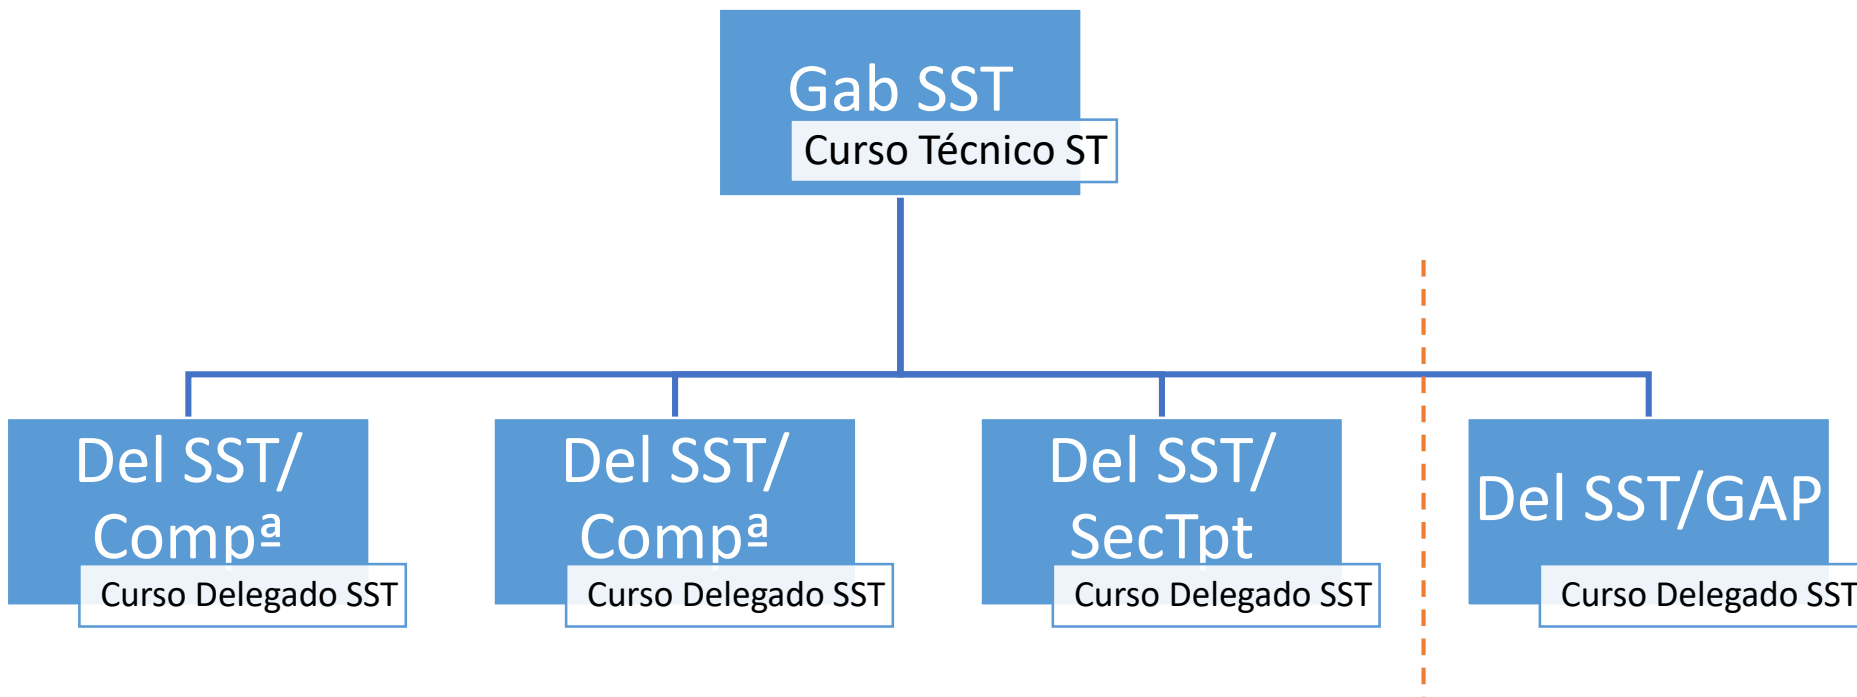 Gab SST
Curso Técnico ST
Del SST/
Compª
Curso Delegado SST
Del SST/
Compª
Curso Delegado SST
Del SST/
SecTpt
Curso Delegado SST
Del SST/GAP
Curso Delegado SST